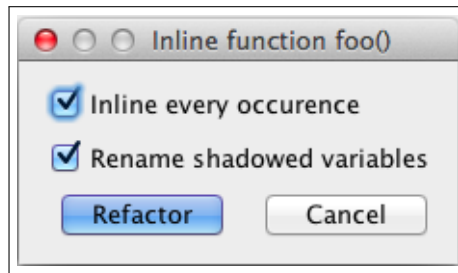 Inline function foo()
Inline every occurence
Rename shadowed variables
Refactor
Cancel